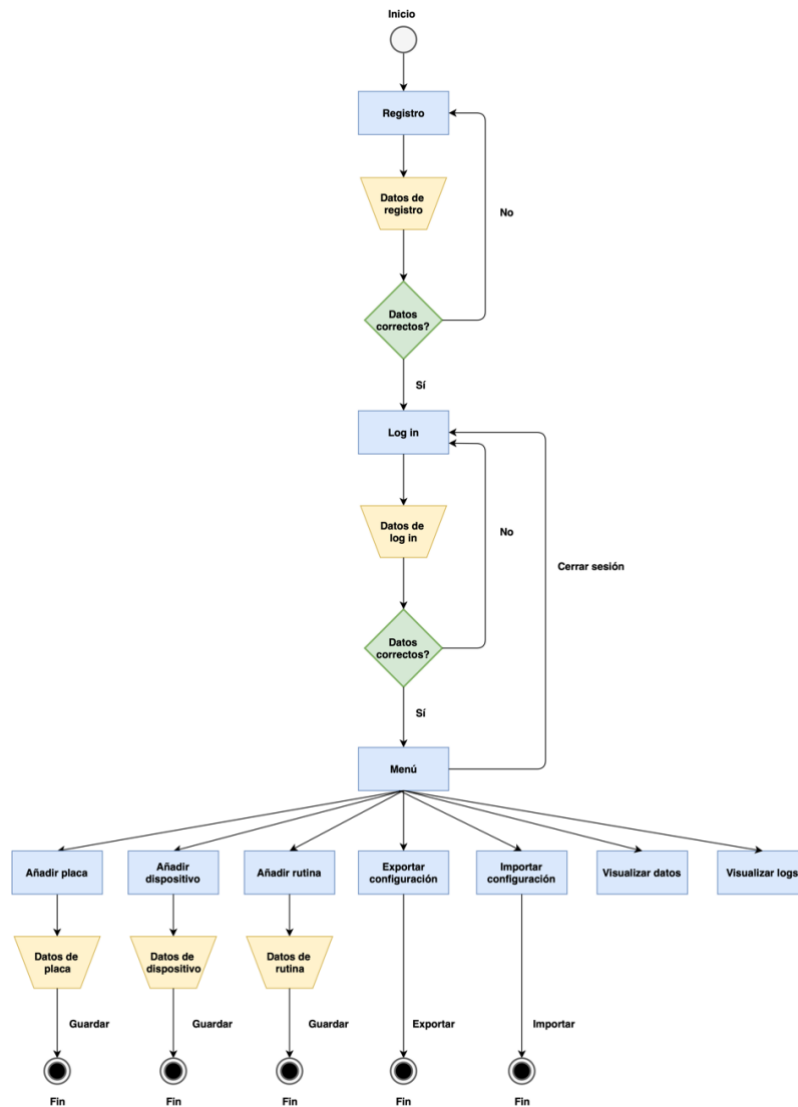 Inicio
Registro
Datos de
registro
No
Datos
correctos?
Sí
Log in
Datos de
log in
No
Cerrar sesión
Datos
correctos?
Sí
Menú
Añadir placa
Añadir
dispositivo
Añadir rutina
Exportar
configuración
Importar
configuración
Visualizar datos
Visualizar logs
Datos de
placa
Datos de
dispositivo
Datos de
rutina
Guardar
Guardar
Guardar
Exportar
Importar
Fin
Fin
Fin
Fin
Fin